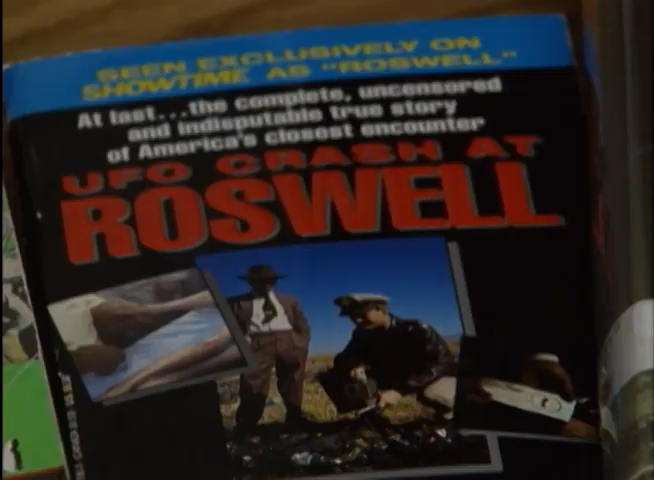 SEEN EXCLUSIVELY ON
SHOWTIME AS "ROSWELL"
At last...the complete, uncensored
and indisputable true story
of America's closest encounter
UFO CRASH AT
ROSWELL